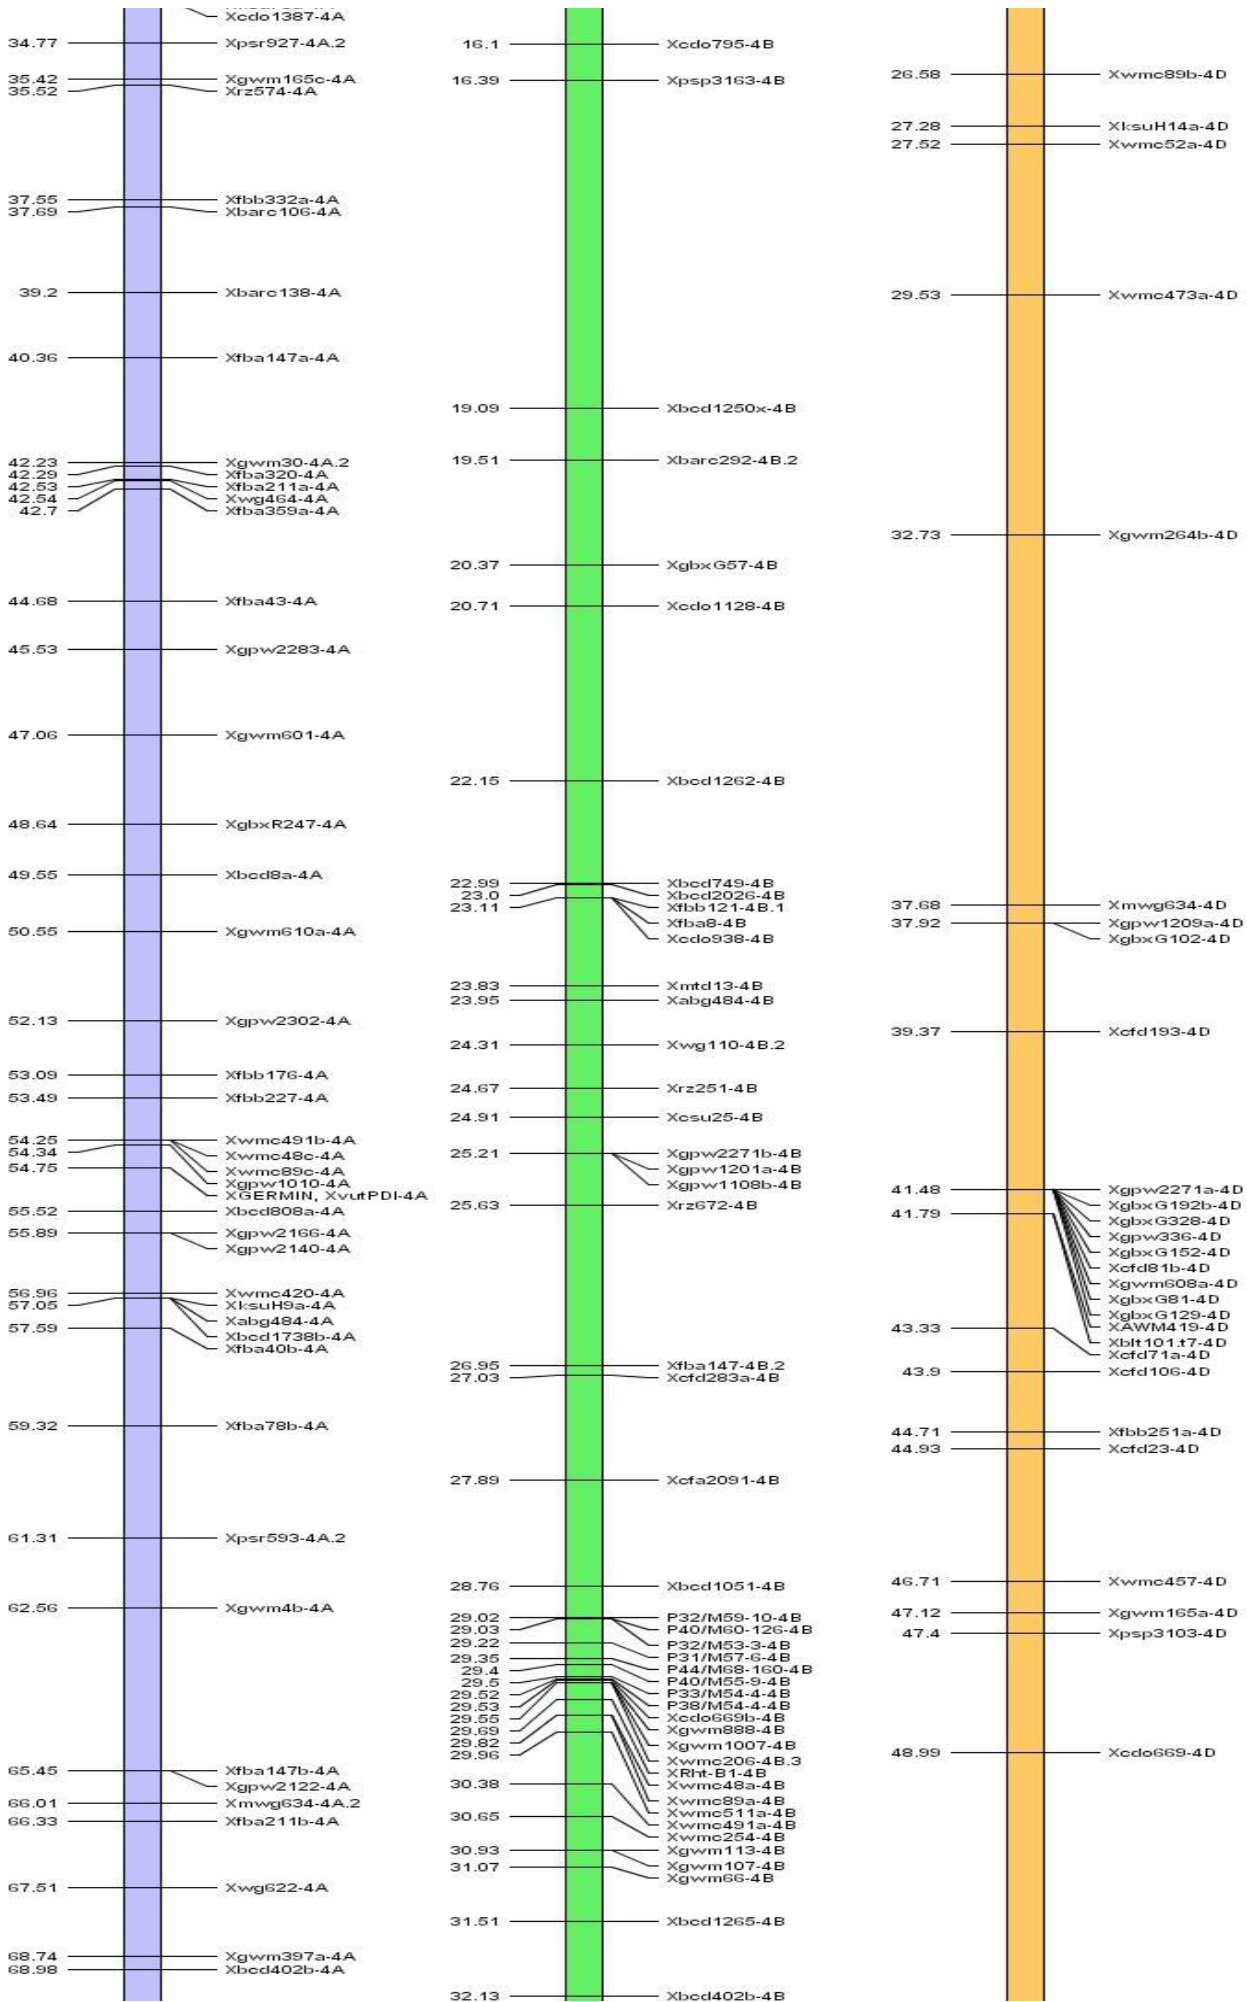 Xcdo1387-4A
34.77 Xpsr927-4A.2
35.42 Xgwm165c-4A
35.52 Xrz574-4A
37.55 Xfbb332a-4A
37.69 Xbarc106-4A
39.2 Xbarc138-4A
40.36 Xfba147a-4A
42.23 Xgwm30-4A.2
42.29 Xfba320-4A
42.53 Xfba211a-4A
42.54 Xwg464-4A
42.7 Xfba359a-4A
44.68 Xfba43-4A
45.53 Xgpw2283-4A
47.06 Xgwm601-4A
48.64 XgbxR247-4A
49.55 Xbcd8a-4A
50.55 Xgwm610a-4A
52.13 Xgpw2302-4A
53.09 Xfbb176-4A
53.49 Xfbb227-4A
54.25 Xwmc491b-4A
54.34 Xwmc48c-4A
54.75 Xwmc89c-4A
Xgpw1010-4A
XGERMIN, XvutPDI-4A
55.52 Xbcd808a-4A
55.89 Xgpw2166-4A
Xgpw2140-4A
56.96 Xwmc420-4A
57.05 XksuH9a-4A
Xabg484-4A
57.59 Xbcd1738b-4A
Xfba40b-4A
59.32 Xfba78b-4A
61.31 Xpsr593-4A.2
62.56 Xgwm4b-4A
65.45 Xfba147b-4A
Xgpw2122-4A
66.01 Xmwg634-4A.2
66.33 Xfba211b-4A
67.51 Xwg622-4A
68.74 Xgwm397a-4A
68.98 Xbcd402b-4A
16.1 Xcdo795-4B
16.39 Xpsp3163-4B
19.09 Xbcd1250x-4B
19.51 Xbarc292-4B.2
20.37 XgbxG57-4B
20.71 Xcdo1128-4B
22.15 Xbcd1262-4B
22.99 Xbcd749-4B
23.0 Xbcd2026-4B
23.11 Xfbb121-4B.1
Xfba8-4B
Xcdo938-4B
23.83 Xmtd13-4B
23.95 Xabg484-4B
24.31 Xwg110-4B.2
24.67 Xrz251-4B
24.91 Xcsu25-4B
25.21 Xgpw2271b-4B
Xgpw1201a-4B
Xgpw1108b-4B
25.63 Xrz672-4B
26.95 Xfba147-4B.2
27.03 Xcfd283a-4B
27.89 Xcfa2091-4B
28.76 Xbcd1051-4B
29.02 P32/M59-10-4B
29.03 P40/M60-126-4B
29.22 P32/M53-3-4B
29.35 P31/M57-6-4B
29.4 P44/M68-160-4B
29.5 P40/M55-9-4B
29.52 P33/M54-4-4B
29.53 P38/M54-4-4B
29.55 Xcdo669b-4B
29.69 Xgwm888-4B
29.82 Xgwm1007-4B
29.96 Xwmc206-4B.3
XRht-B1-4B
30.38 Xwmc48a-4B
Xwmc89a-4B
30.65 Xwmc511a-4B
Xwmc491a-4B
Xwmc254-4B
30.93 Xgwm113-4B
31.07 Xgwm107-4B
Xgwm66-4B
31.51 Xbcd1265-4B
32.13 Xbcd402b-4B
26.58 Xwmc89b-4D
27.28 XksuH14a-4D
27.52 Xwmc52a-4D
29.53 Xwmc473a-4D
32.73 Xgwm264b-4D
37.68 Xmwg634-4D
37.92 Xgpw1209a-4D
XgbxG102-4D
39.37 Xcfd193-4D
41.48 Xgpw2271a-4D
XgbxG192b-4D
41.79 XgbxG328-4D
Xgpw336-4D
XgbxG152-4D
Xcfd81b-4D
Xgwm608a-4D
XgbxG81-4D
XgbxG129-4D
43.33 XAWM419-4D
Xblt101.t7-4D
Xcfd71a-4D
43.9 Xcfd106-4D
44.71 Xfbb251a-4D
44.93 Xcfd23-4D
46.71 Xwmc457-4D
47.12 Xgwm165a-4D
47.4 Xpsp3103-4D
48.99 Xcdo669-4D